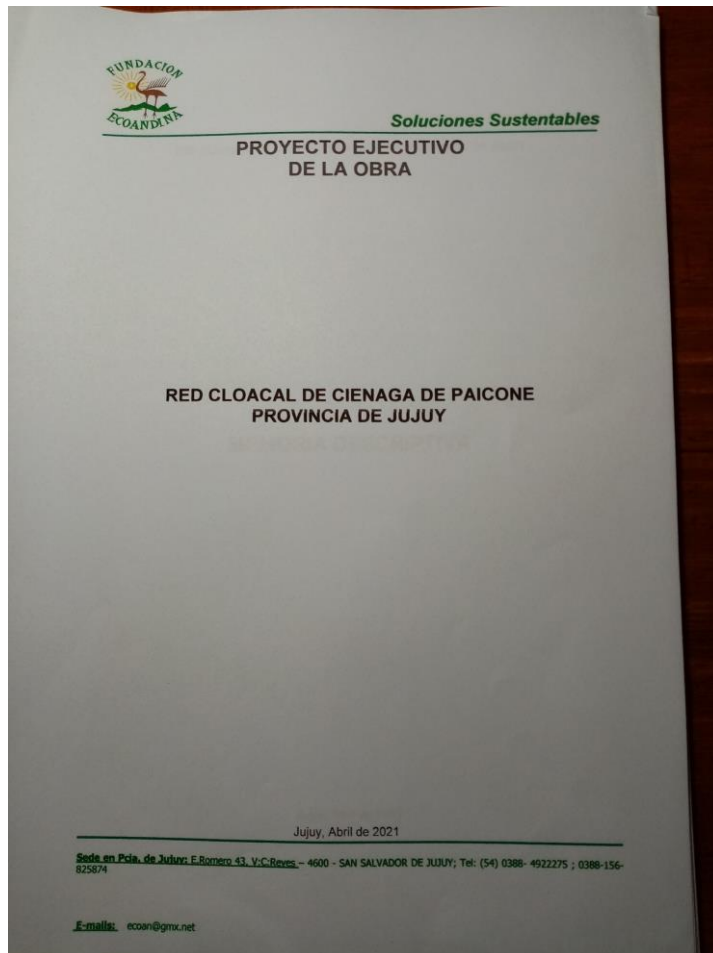 FUNDACION
ECOANDINA
Soluciones Sustentables
PROYECTO EJECUTIVO
DE LA OBRA
RED CLOACAL DE CIENAGA DE PAICONE
PROVINCIA DE JUJUY
MEMORIA DESCRIPTIVA
Jujuy, Abril de 2021
Sede en Pcia. de Jujuy: E.Romero 43, V:C:Reyes – 4600 - SAN SALVADOR DE JUJUY; Tel: (54) 0388- 4922275 ; 0388-156-
825874
E-mails: ecoan@gmx.net